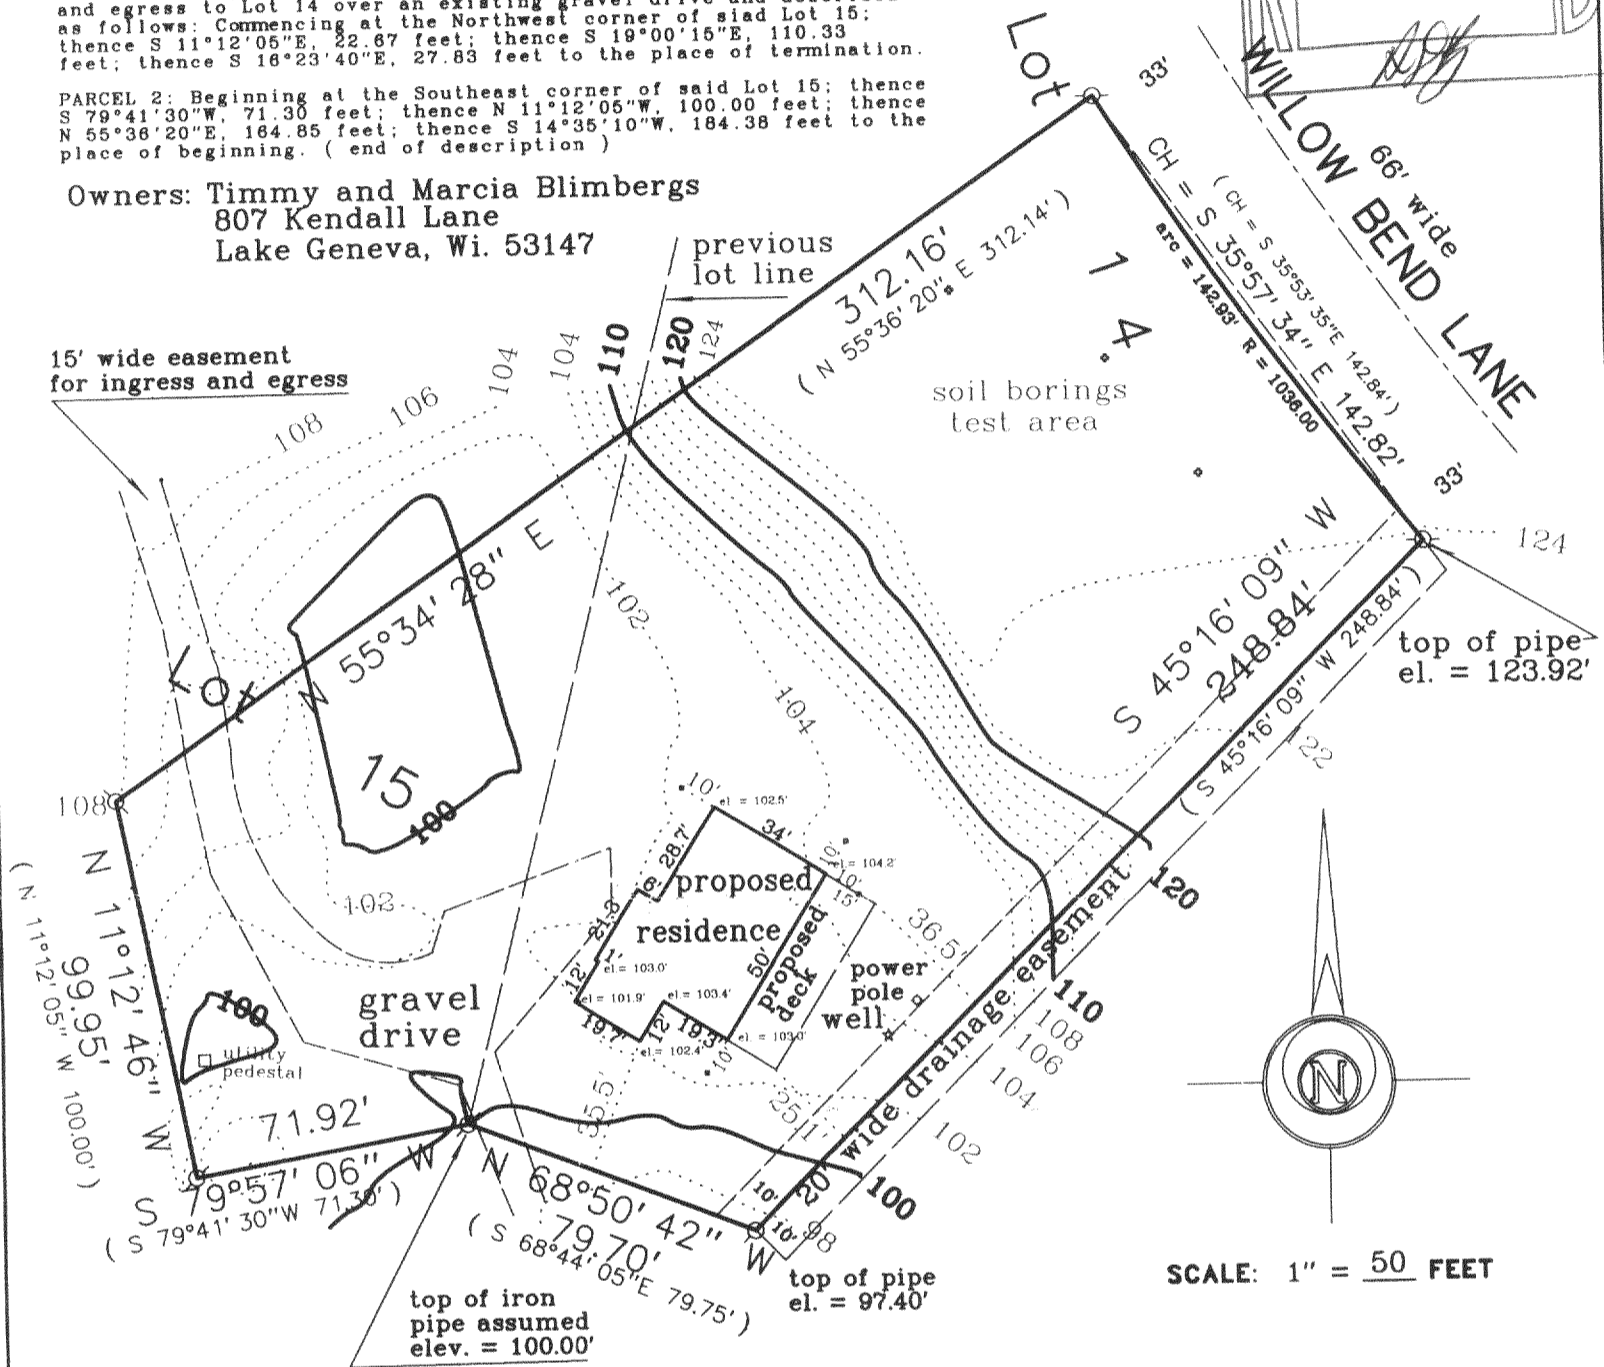 and egress to Lot 14 over an existing gravel drive and
as follows: Commencing at the Northwest corner of siad Lot 15;
thence S 11°12'05"E, 22.67 feet; thence S 19°00'15"E, 110.33
feet; thence S 16°23'40"E, 27.83 feet to the place of termination.
PARCEL 2: Beginning at the Southeast corner of said Lot 15; thence
S 79°41'30"W, 71.30 feet; thence N 11°12'05"W, 100.00 feet; thence
N 55°36'20"E, 164.85 feet; thence S 14°35'10"W, 184.38 feet to the
place of beginning. ( end of description )
Owners: Timmy and Marcia Blimbergs
807 Kendall Lane
Lake Geneva, Wi. 53147
previous
lot line
15' wide easement
for ingress and egress
Lot
14
33'
WILLOW BEND LANE
66' wide
CH = S 35°57'34" E 142.82'
( CH = S 35°53'35"E 142.84')
arc = 142.93' R = 1036.00
33'
312.16'
( N 55°36'20" E 312.14' )
soil borings
test area
108
106
104
104
110
120
124
N 55°34'28" E
102
104
LOT
15
100
S 45°16'09" W
248.84'
( S 45°16'09" W 248.84' )
124
top of pipe
el. = 123.92'
122
120
110
108
106
104
102
100
98
108
N 11°12'46" W
99.95'
( N 11°12'05" W 100.00' )
102
100
utility
pedestal
gravel
drive
10'
el = 102.5'
34'
28.7'
6'
21.3'
1'
12'
proposed
residence
el.= 103.0'
el = 101.9'
el = 103.4'
19.7'
12'
19.3'
el.= 102.4'
10'
50'
proposed
deck
10'
el.= 104.2'
10'
15'
el. = 103.0'
36.5'
power
pole
well
35.5'
25.1'
20' wide drainage easement
10'
10'
71.92'
S 79°57'06" W
( S 79°41'30"W 71.30' )
N 68°50'42" W
79.70'
( S 68°44'05"E 79.75' )
top of iron
pipe assumed
elev. = 100.00'
top of pipe
el. = 97.40'
N
SCALE: 1" = 50 FEET